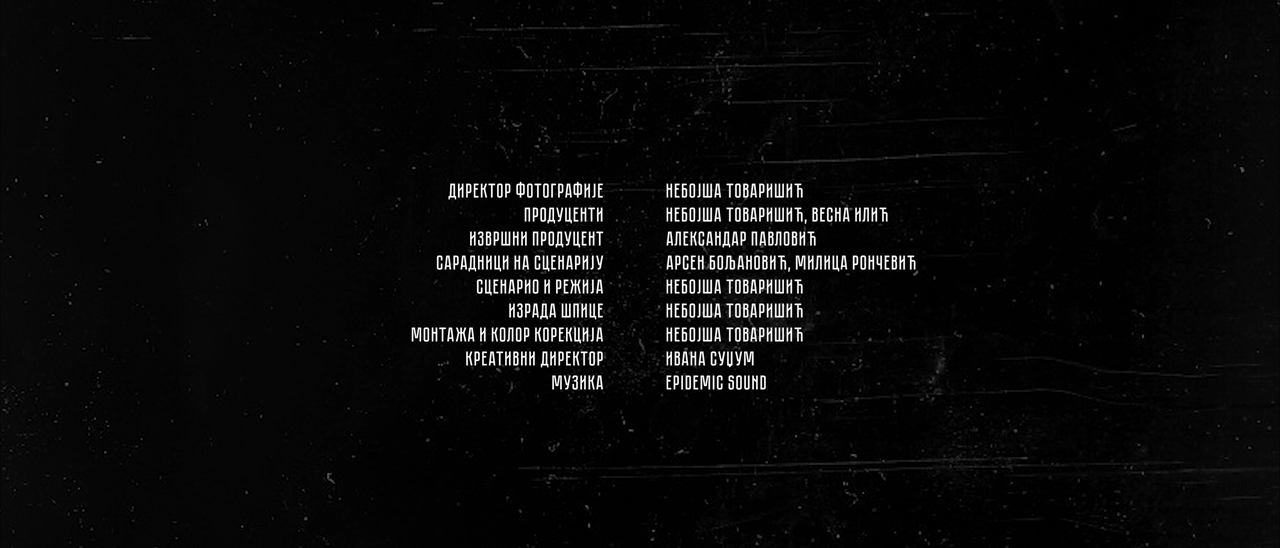 ДИРЕКТОР ФОТОГРАФИЈЕ НЕБОЈША ТОВАРИШИЋ
ПРОДУЦЕНТИ НЕБОЈША ТОВАРИШИЋ, ВЕСНА ИЛИЋ
ИЗВРШНИ ПРОДУЦЕНТ АЛЕКСАНДАР ПАВЛОВИЋ
САРАДНИЦИ НА СЦЕНАРИЈУ АРСЕН БОЉАНОВИЋ, МИЛИЦА РОНЧЕВИЋ
СЦЕНАРИО И РЕЖИЈА НЕБОЈША ТОВАРИШИЋ
ИЗРАДА ШПИЦЕ НЕБОЈША ТОВАРИШИЋ
МОНТАЖА И КОЛОР КОРЕКЦИЈА НЕБОЈША ТОВАРИШИЋ
КРЕАТИВНИ ДИРЕКТОР ИВАНА СУЏУМ
МУЗИКА EPIDEMIC SOUND